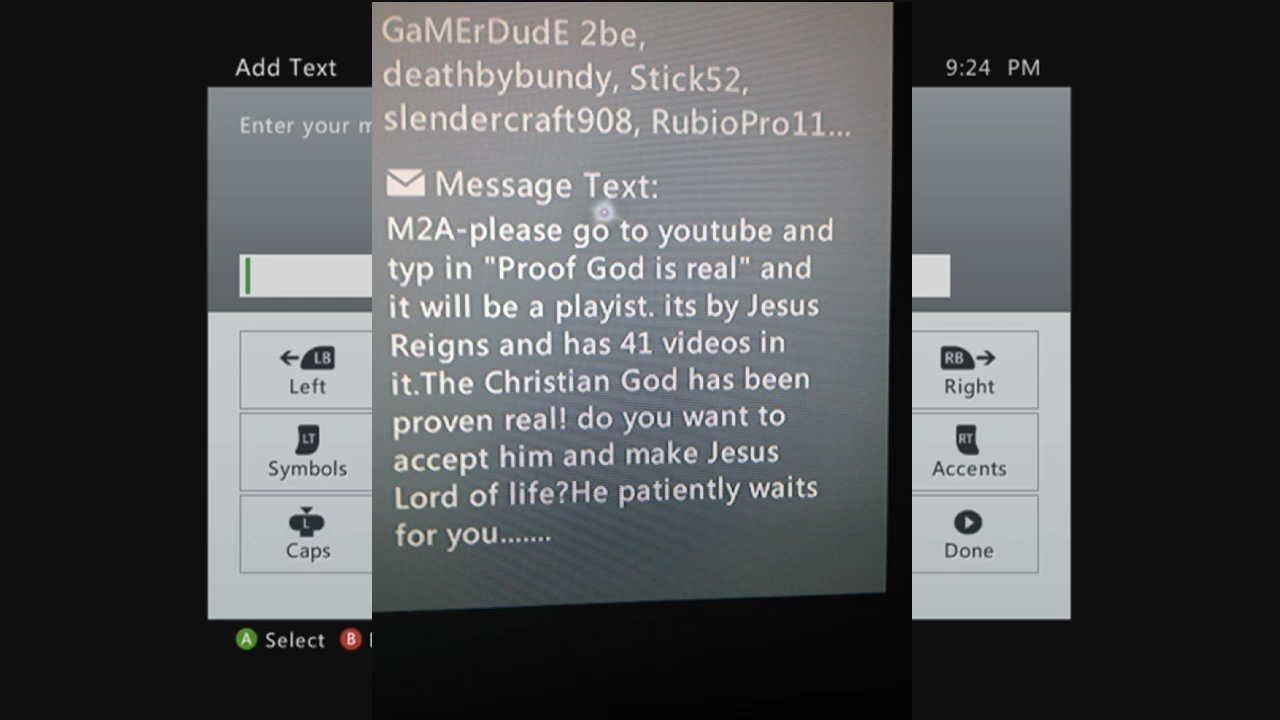 GaMErDudE 2be,
deathbybundy, Stick52,
slendercraft908, RubioPro11...
Add Text
9:24 PM
Enter your m
Message Text:
M2A-please go to youtube and
typ in "Proof God is real" and
it will be a playist. its by Jesus
Reigns and has 41 videos in
it.The Christian God has been
proven real! do you want to
accept him and make Jesus
Lord of life?He patiently waits
for you.......
LB
Left
LT
Symbols
L
Caps
RB
Right
RT
Accents
Done
A Select B